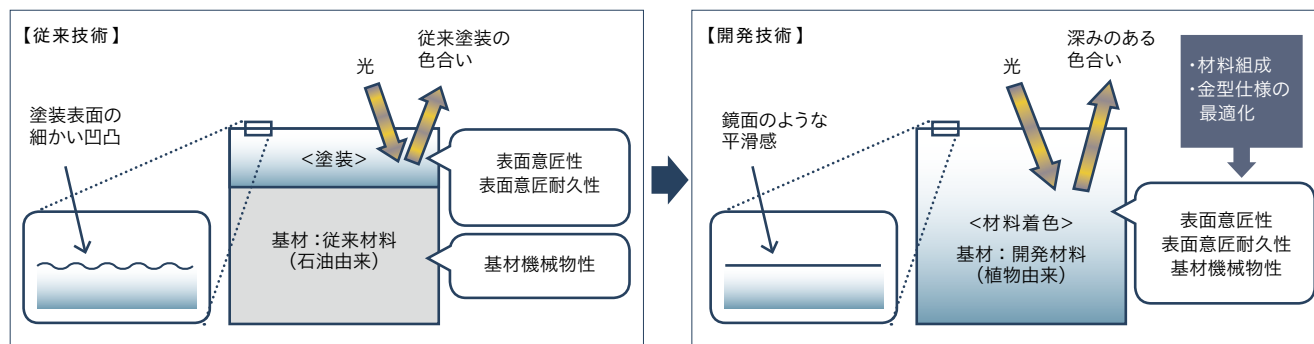 【従来技術】
光
従来塗装の
色合い
塗装表面の
細かい凹凸
<塗装>
表面意匠性
表面意匠耐久性
基材：従来材料
（石油由来）
基材機械物性
【開発技術】
光
深みのある
色合い
・材料組成
・金型仕様の
最適化
鏡面のような
平滑感
<材料着色>
基材：開発材料
（植物由来）
表面意匠性
表面意匠耐久性
基材機械物性